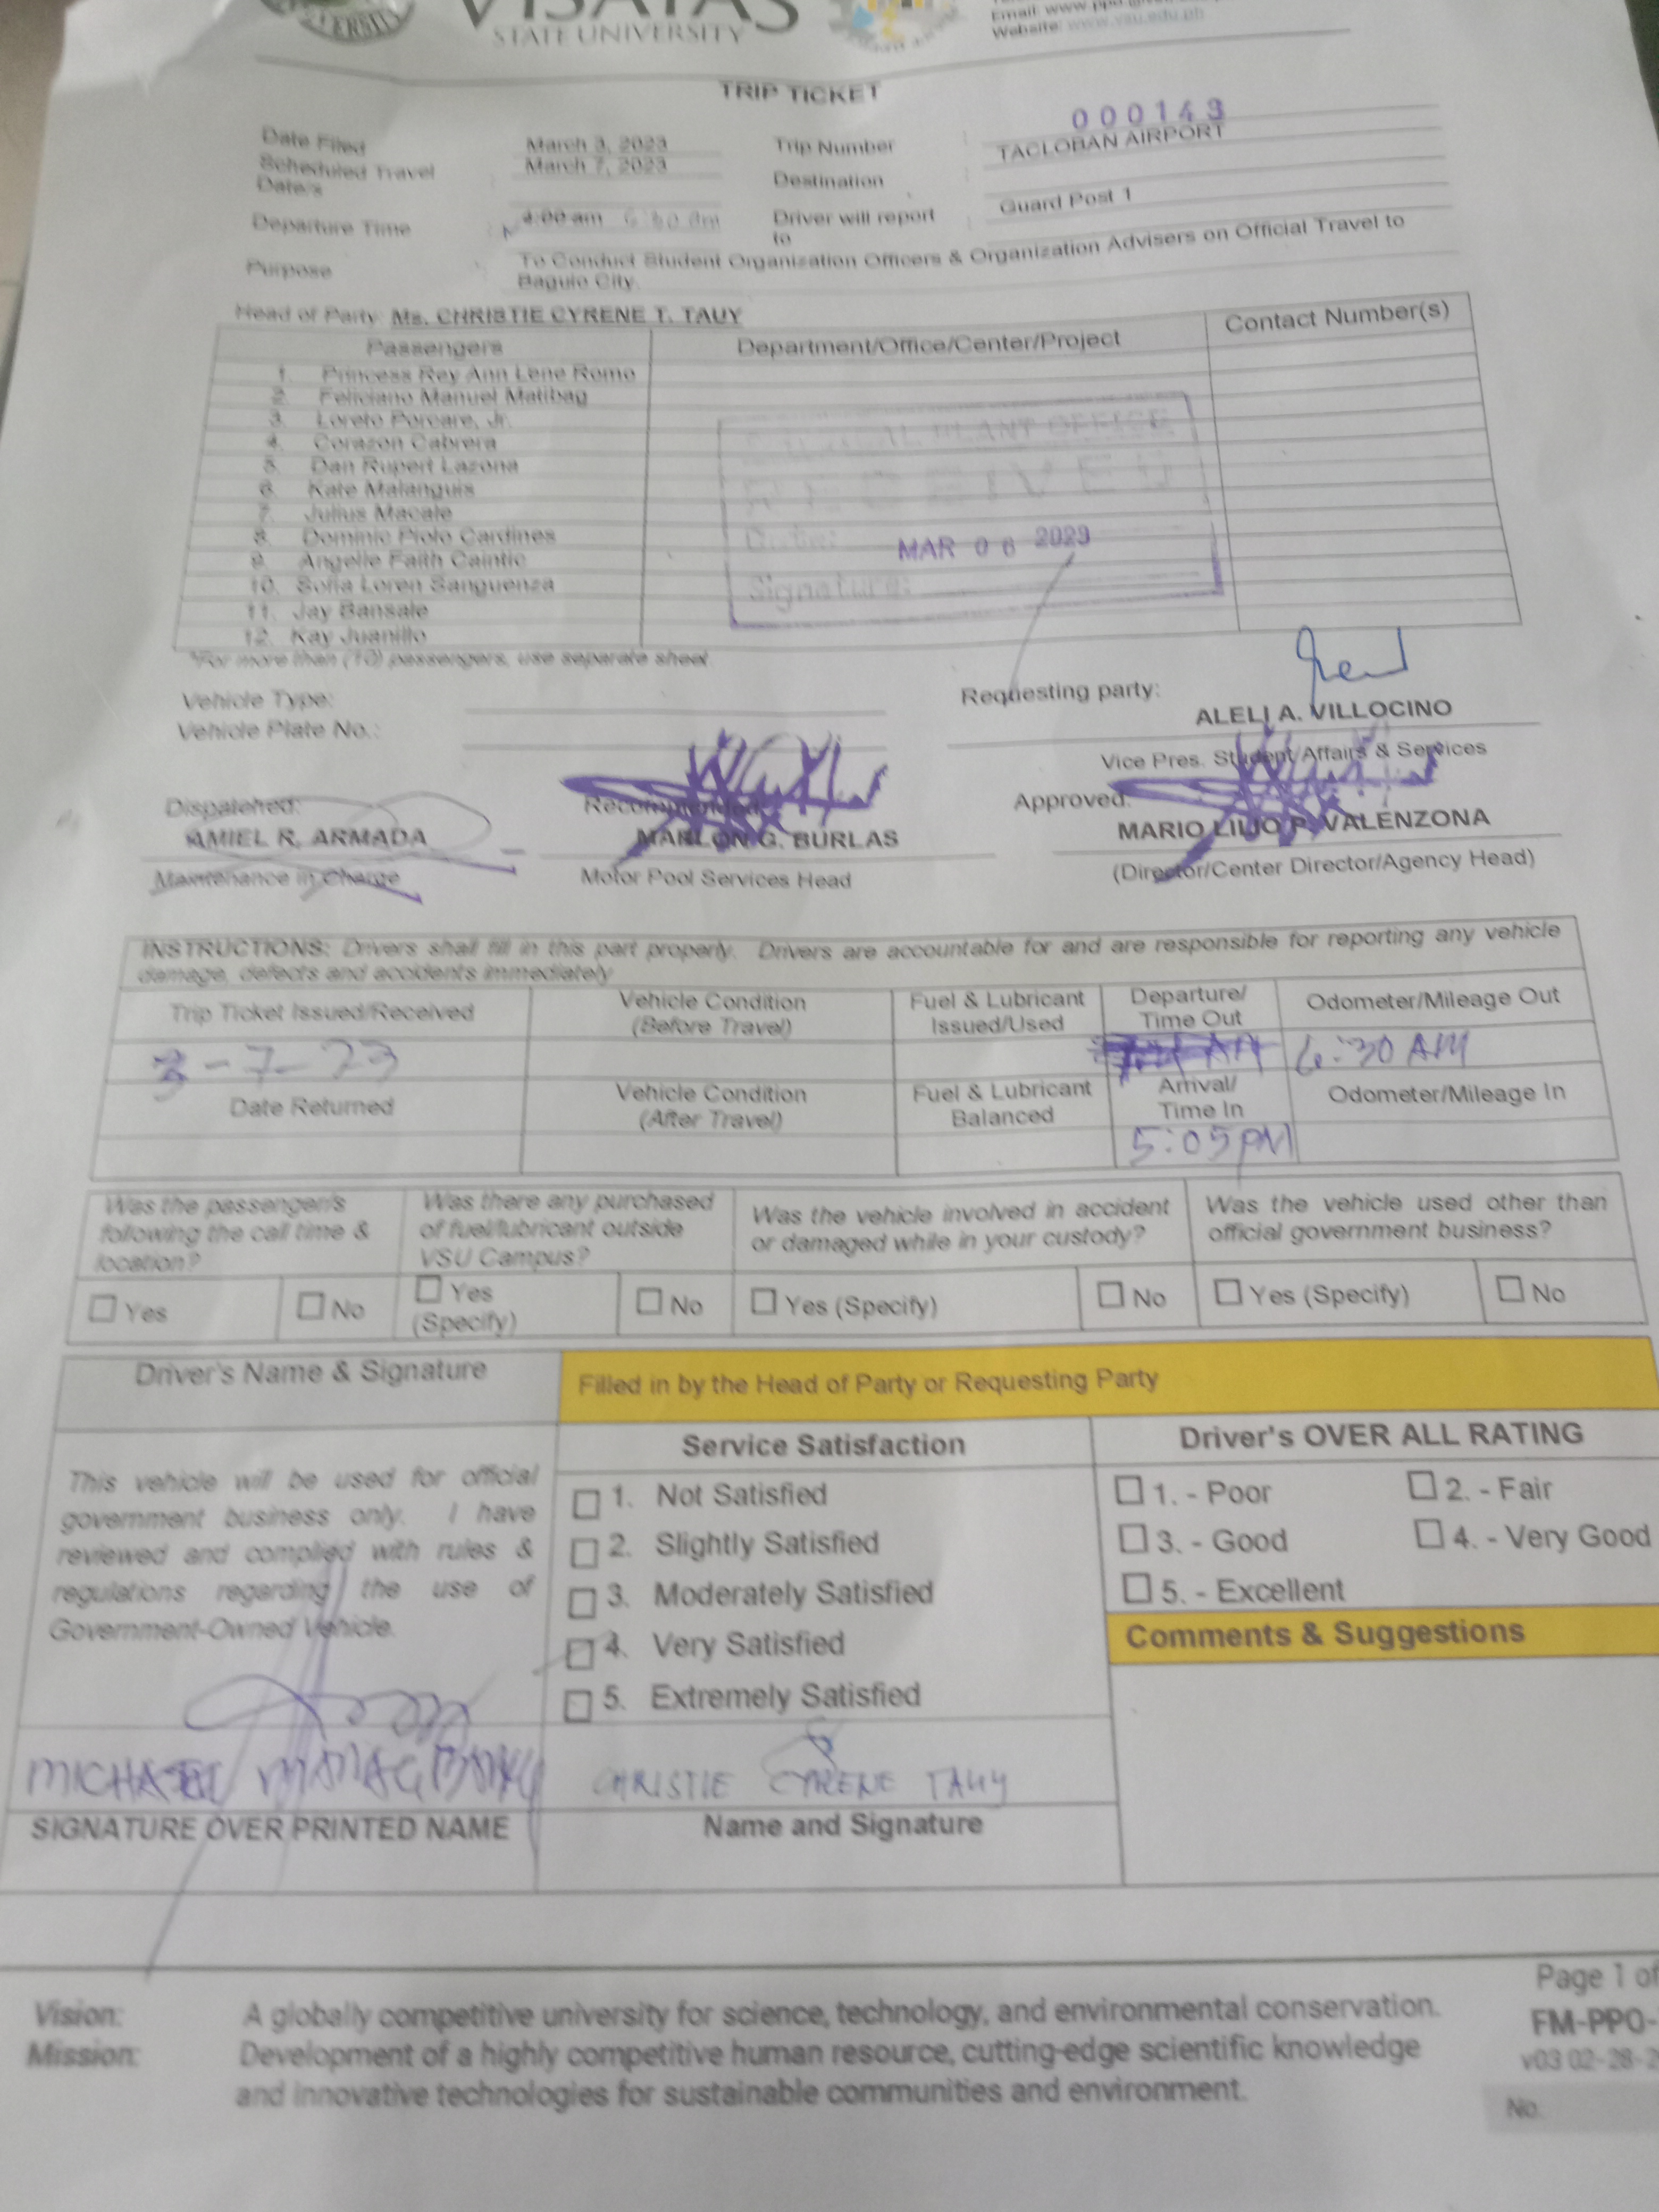 VISAYAS
STATE UNIVERSITY
Website: www.vsu.edu.ph
TRIP TICKET
Date Filed March 3, 2023 Trip Number 000143
Scheduled Travel Date/s March 7, 2023 Destination TACLOBAN AIRPORT
Departure Time 4:00 am Driver will report to Guard Post 1
Purpose To Conduct Student Organization Officers & Organization Advisers on Official Travel to
Baguio City.
Head of Party: Ms. CHRISTIE CYRENE T. TAUY
Passengers Department/Office/Center/Project Contact Number(s)
1. Princess Rey Ann Lene Romo
2. Feliciano Manuel Matibag
3. Loreto Porcare, Jr.
4. Corazon Cabrera
5. Dan Rupert Lazona
6. Kate Malanguis
7. Julius Macale
8. Dominic Piolo Cardines
9. Angelie Faith Caintic
10. Sofia Loren Sanguenza
11. Jay Bansale
12. Kay Juanillo
PLANT OFFICE
RECEIVED
Date: MAR 06 2023
Signature:
*For more than (10) passengers, use separate sheet
Vehicle Type:
Vehicle Plate No.:
Requesting party:
ALELI A. VILLOCINO
Vice Pres. Student Affairs & Services
Dispatched: Recommended: Approved:
AMIEL R. ARMADA MARLON G. BURLAS MARIO LILIO P. VALENZONA
Maintenance in Charge Motor Pool Services Head (Director/Center Director/Agency Head)
INSTRUCTIONS: Drivers shall fill in this part properly. Drivers are accountable for and are responsible for reporting any vehicle
damage, defects and accidents immediately
Trip Ticket Issued/Received Vehicle Condition (Before Travel) Fuel & Lubricant Issued/Used Departure/ Time Out Odometer/Mileage Out
3-7-23 6:30 AM
Date Returned Vehicle Condition (After Travel) Fuel & Lubricant Balanced Arrival/ Time In Odometer/Mileage In
5:05 PM
Was the passenger/s following the call time & location?
Was there any purchased of fuel/lubricant outside VSU Campus?
Was the vehicle involved in accident or damaged while in your custody?
Was the vehicle used other than official government business?
Yes No Yes (Specify) No Yes (Specify) No Yes (Specify) No
Driver's Name & Signature
Filled in by the Head of Party or Requesting Party
This vehicle will be used for official
government business only. I have
reviewed and complied with rules &
regulations regarding the use of
Government-Owned Vehicle.
Service Satisfaction
1. Not Satisfied
2. Slightly Satisfied
3. Moderately Satisfied
4. Very Satisfied
5. Extremely Satisfied
Driver's OVER ALL RATING
1. - Poor 2. - Fair
3. - Good 4. - Very Good
5. - Excellent
Comments & Suggestions
CHRISTIE CYRENE TAUY
SIGNATURE OVER PRINTED NAME Name and Signature
Vision: A globally competitive university for science, technology, and environmental conservation.
Mission: Development of a highly competitive human resource, cutting-edge scientific knowledge
and innovative technologies for sustainable communities and environment.
Page 1 of
FM-PPO-
v03 02-28-2
No.